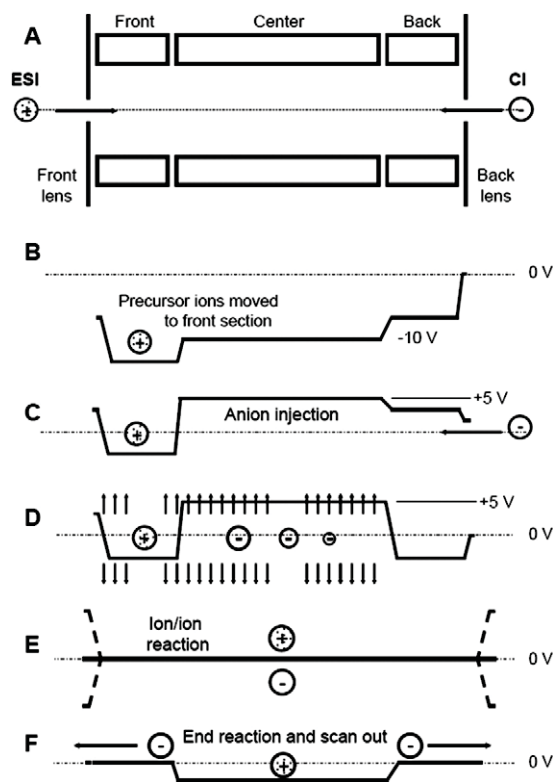 Front Center Back
A
ESI CI
+ -
Front lens
Back lens
B
0 V
Precursor ions moved
to front section
+
-10 V
C
+5 V
Anion injection
+ -
D
+5 V
+ - - - 0 V
Ion/ion
reaction
+
E
0 V
-
F
- End reaction and scan out -
+ 0 V